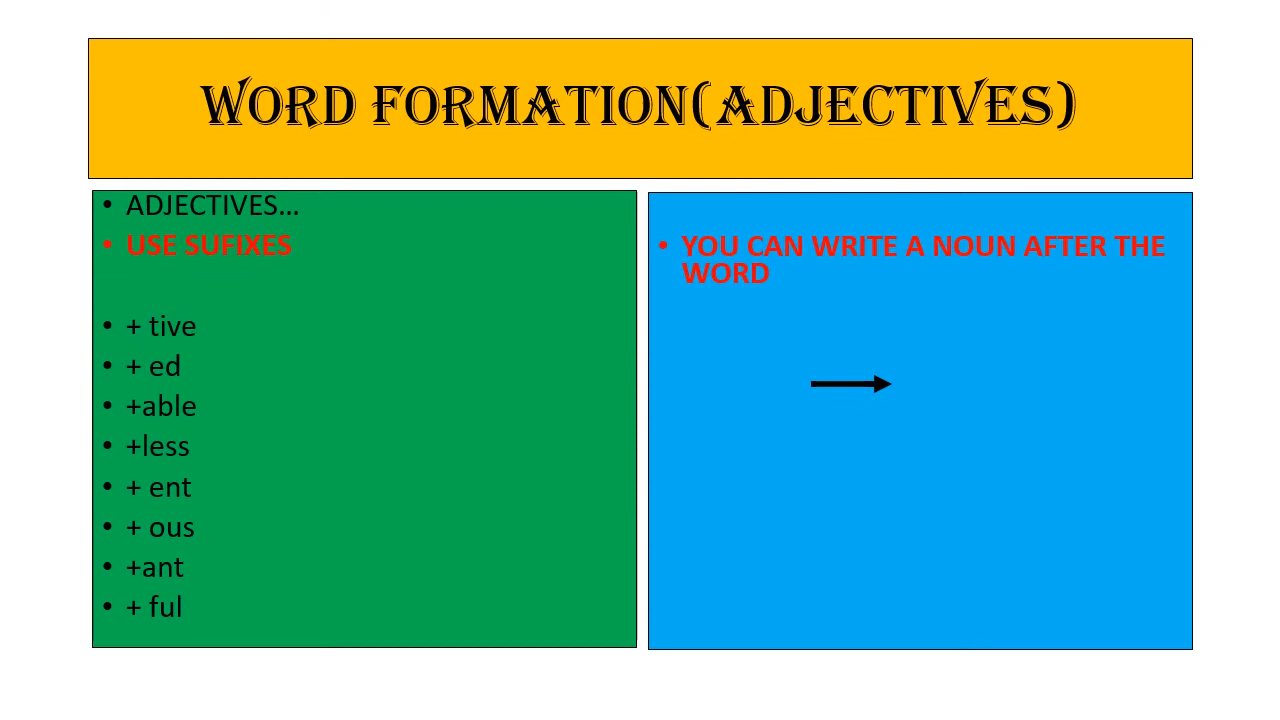 WORD FORMATION(ADJECTIVES)
• ADJECTIVES...
• USE SUFIXES
• + tive
• + ed
• +able
• +less
• + ent
• + ous
• +ant
• + ful
• YOU CAN WRITE A NOUN AFTER THE
WORD